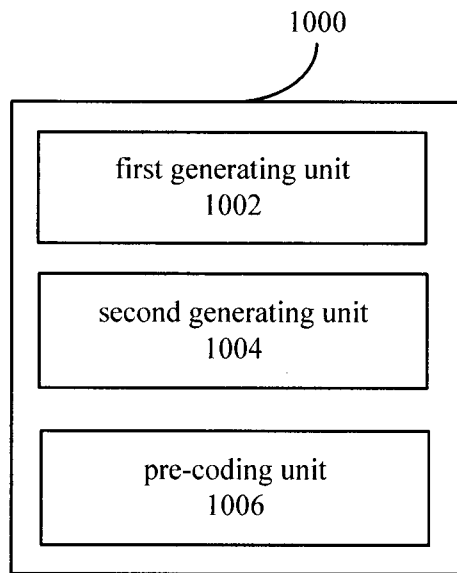 1000
first generating unit
1002
second generating unit
1004
pre-coding unit
1006